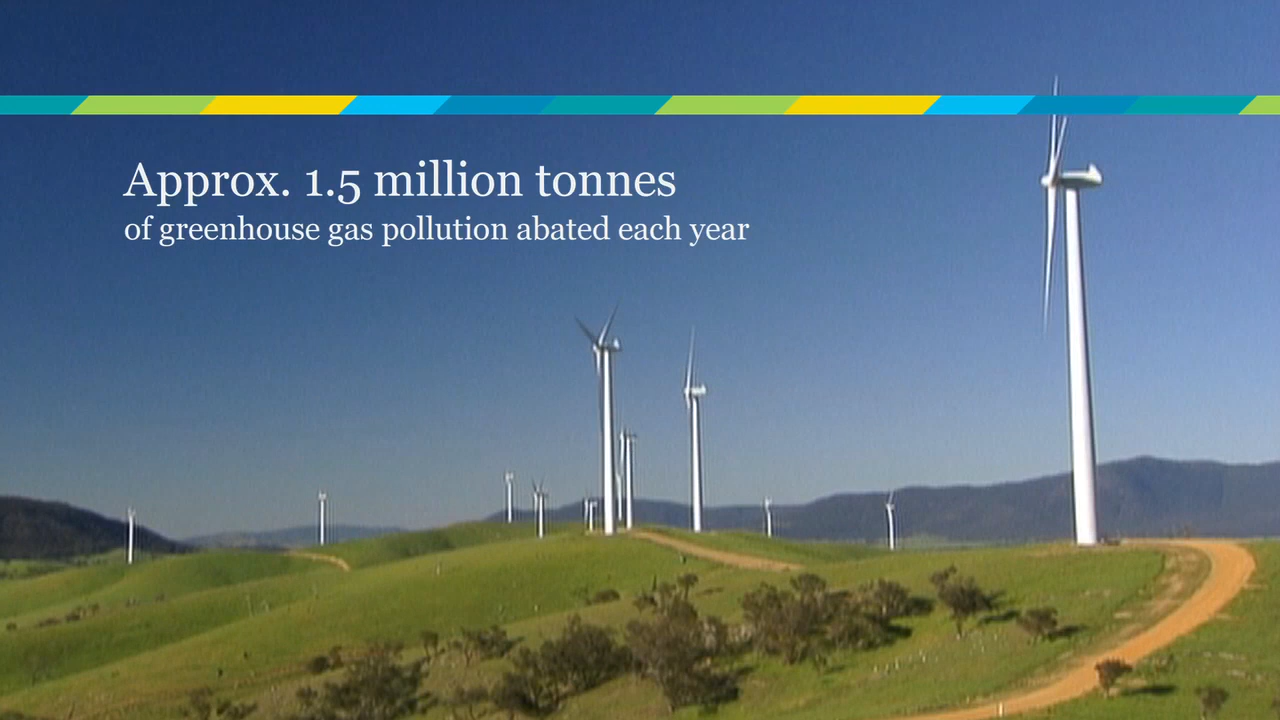 Approx. 1.5 million tonnes
of greenhouse gas pollution abated each year